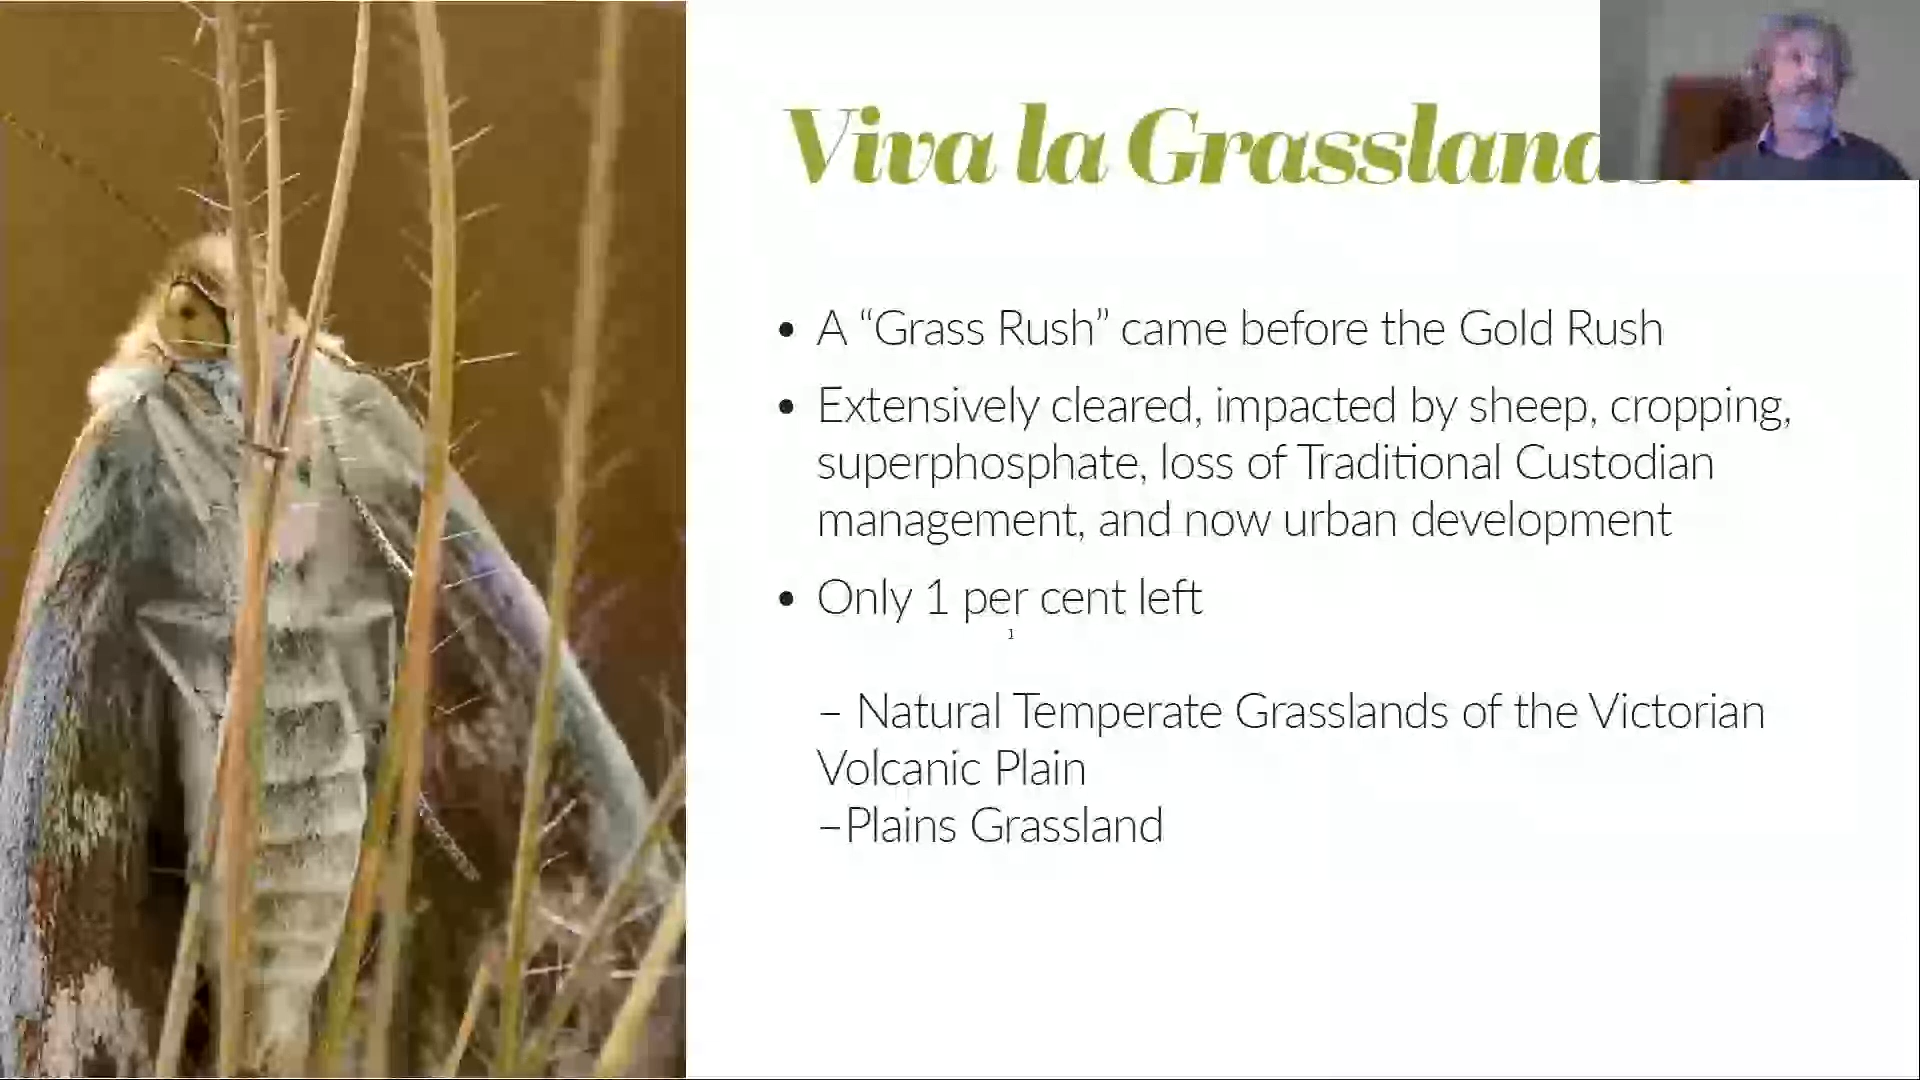 Viva la Grasslands!
• A “Grass Rush” came before the Gold Rush
• Extensively cleared, impacted by sheep, cropping,
superphosphate, loss of Traditional Custodian
management, and now urban development
• Only 1 per cent left
1
– Natural Temperate Grasslands of the Victorian
Volcanic Plain
–Plains Grassland